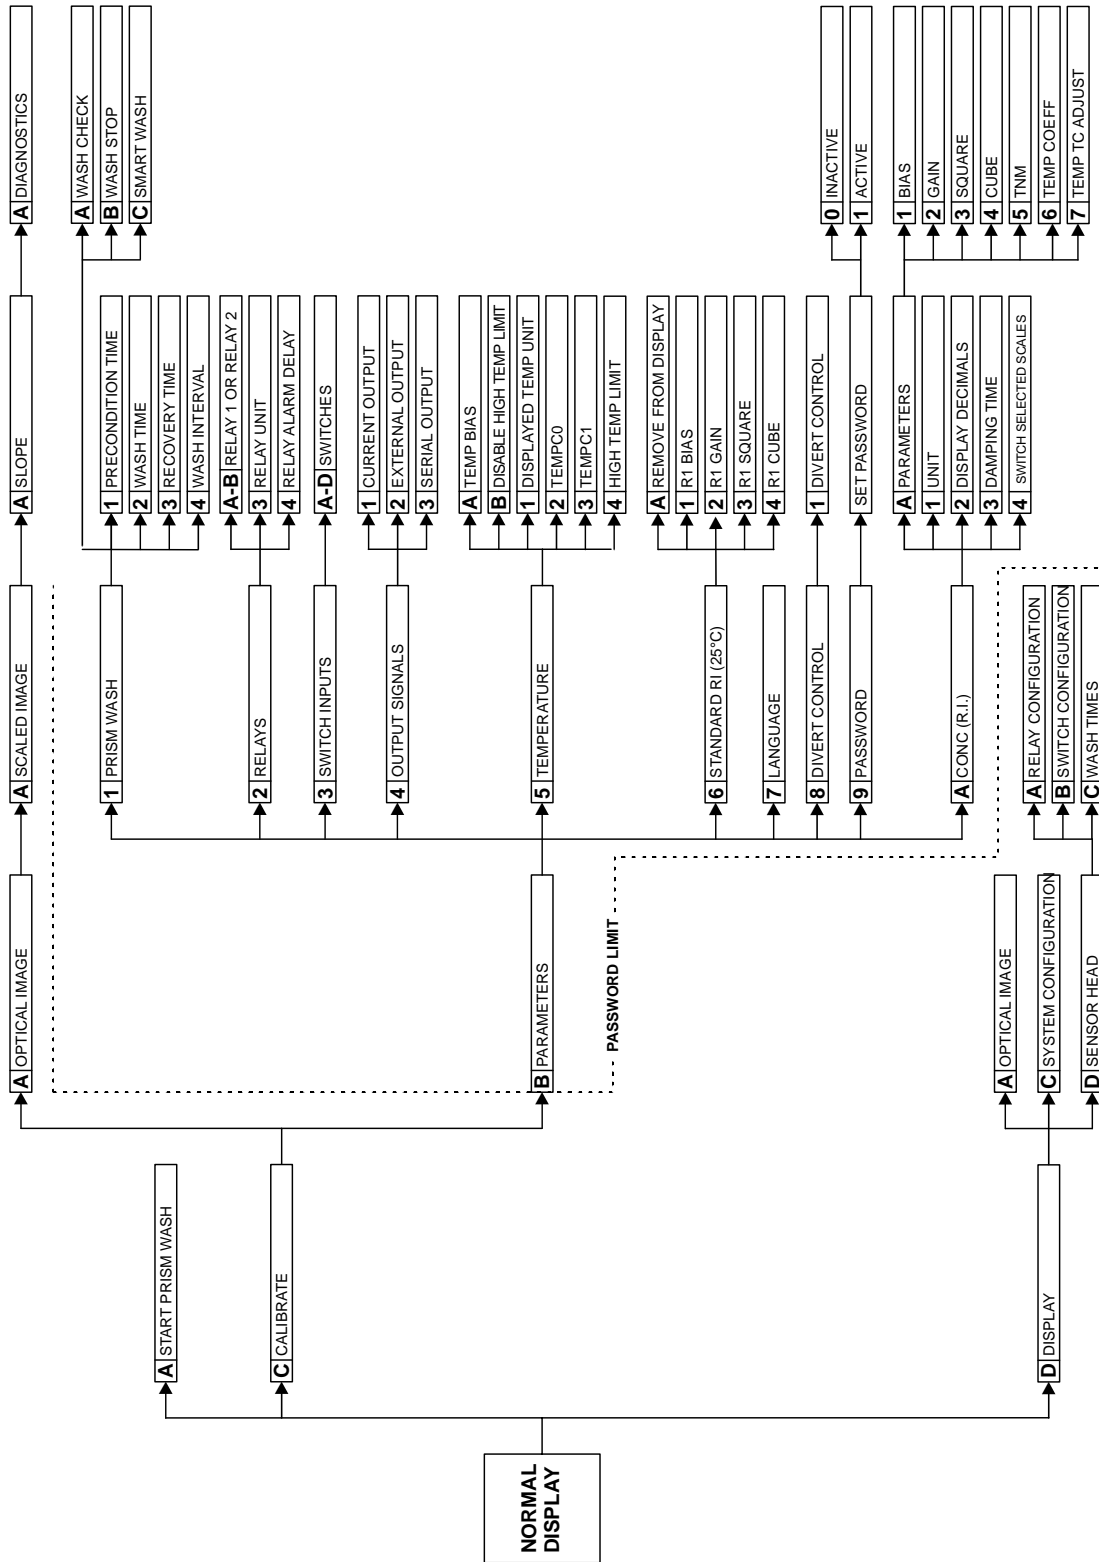 NORMAL
DISPLAY
A START PRISM WASH
C CALIBRATE
D DISPLAY
A OPTICAL IMAGE
B PARAMETERS
PASSWORD LIMIT
A OPTICAL IMAGE
C SYSTEM CONFIGURATION
D SENSOR HEAD
A SCALED IMAGE
1 PRISM WASH
2 RELAYS
3 SWITCH INPUTS
4 OUTPUT SIGNALS
5 TEMPERATURE
6 STANDARD RI (25°C)
7 LANGUAGE
8 DIVERT CONTROL
9 PASSWORD
A CONC (R.I.)
A RELAY CONFIGURATION
B SWITCH CONFIGURATION
C WASH TIMES
A SLOPE
1 PRECONDITION TIME
2 WASH TIME
3 RECOVERY TIME
4 WASH INTERVAL
A-B RELAY 1 OR RELAY 2
3 RELAY UNIT
4 RELAY ALARM DELAY
A-D SWITCHES
1 CURRENT OUTPUT
2 EXTERNAL OUTPUT
3 SERIAL OUTPUT
A TEMP BIAS
B DISABLE HIGH TEMP LIMIT
1 DISPLAYED TEMP UNIT
2 TEMPC0
3 TEMPC1
4 HIGH TEMP LIMIT
A REMOVE FROM DISPLAY
1 R1 BIAS
2 R1 GAIN
3 R1 SQUARE
4 R1 CUBE
1 DIVERT CONTROL
SET PASSWORD
A PARAMETERS
1 UNIT
2 DISPLAY DECIMALS
3 DAMPING TIME
4 SWITCH SELECTED SCALES
A DIAGNOSTICS
A WASH CHECK
B WASH STOP
C SMART WASH
0 INACTIVE
1 ACTIVE
1 BIAS
2 GAIN
3 SQUARE
4 CUBE
5 TNM
6 TEMP COEFF
7 TEMP TC ADJUST